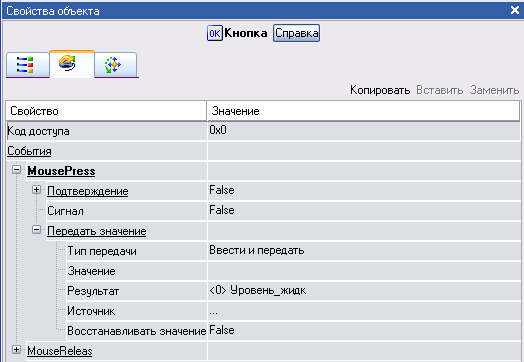 Свойства объекта
OK Кнопка Справка
Копировать Вставить Заменить
Свойство Значение
Код доступа 0x0
События
MousePress
Подтверждение False
Сигнал False
Передать значение
Тип передачи Ввести и передать
Значение
Результат <0> Уровень_жидк
Источник ...
Восстанавливать значение False
MouseReleas